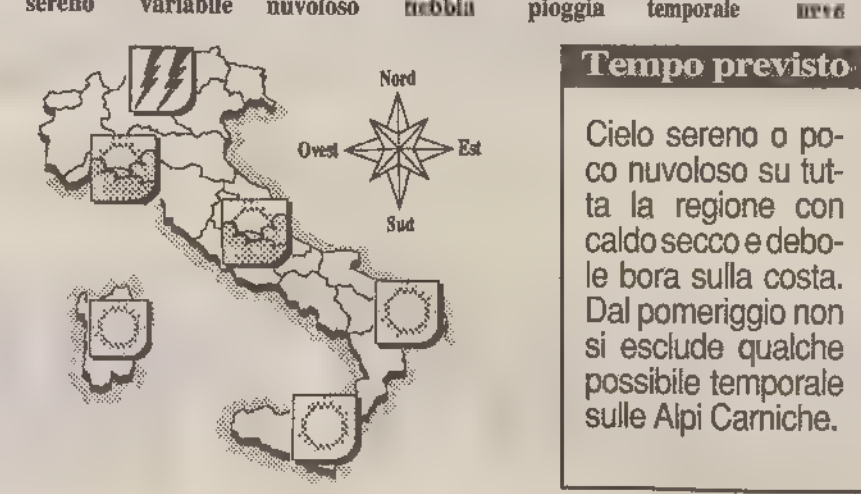 sereno variabile nuvoloso nebbia pioggia temporale neve
Nord
Ovest
Est
Sud
Tempo previsto
Cielo sereno o po-
co nuvoloso su tut-
ta la regione con
caldo secco e debo-
le bora sulla costa.
Dal pomeriggio non
si esclude qualche
possibile temporale
sulle Alpi Carniche.